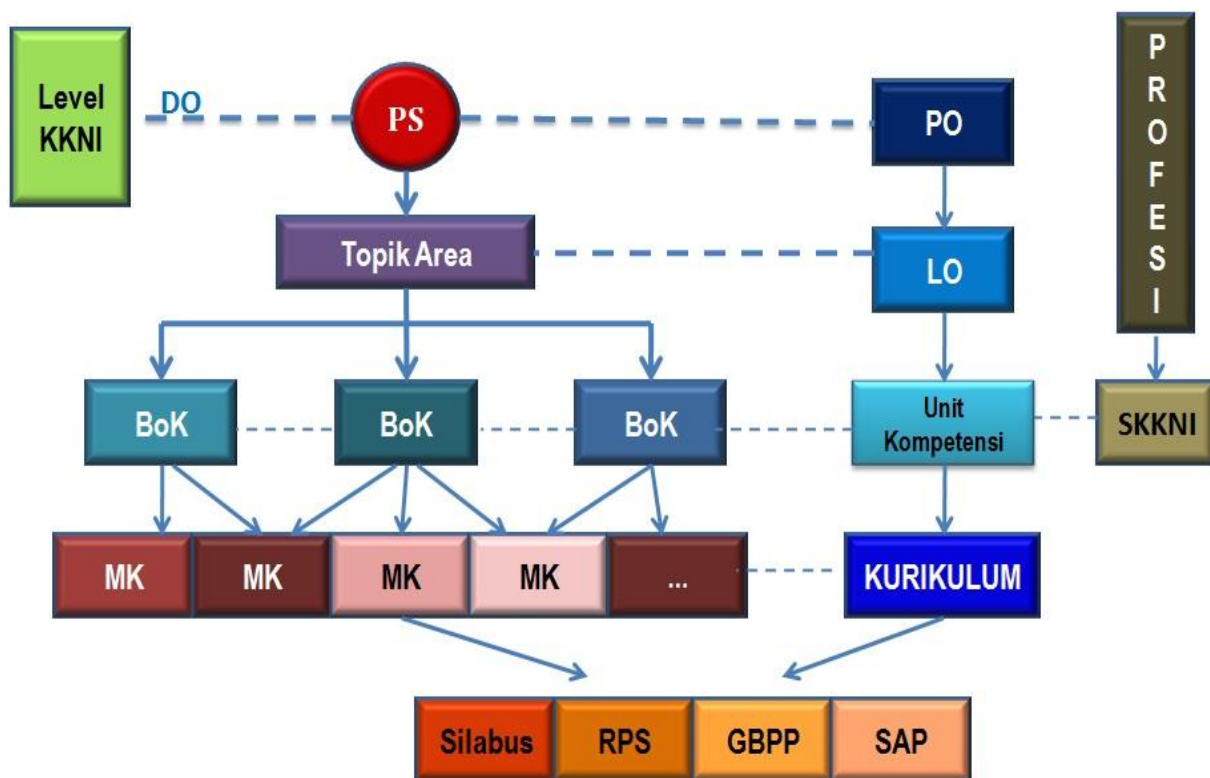 Level
KKNI
DO
PS
PO
PROFESI
Topik Area
LO
BoK
BoK
BoK
Unit
Kompetensi
SKKNI
MK
MK
MK
MK
...
KURIKULUM
Silabus
RPS
GBPP
SAP